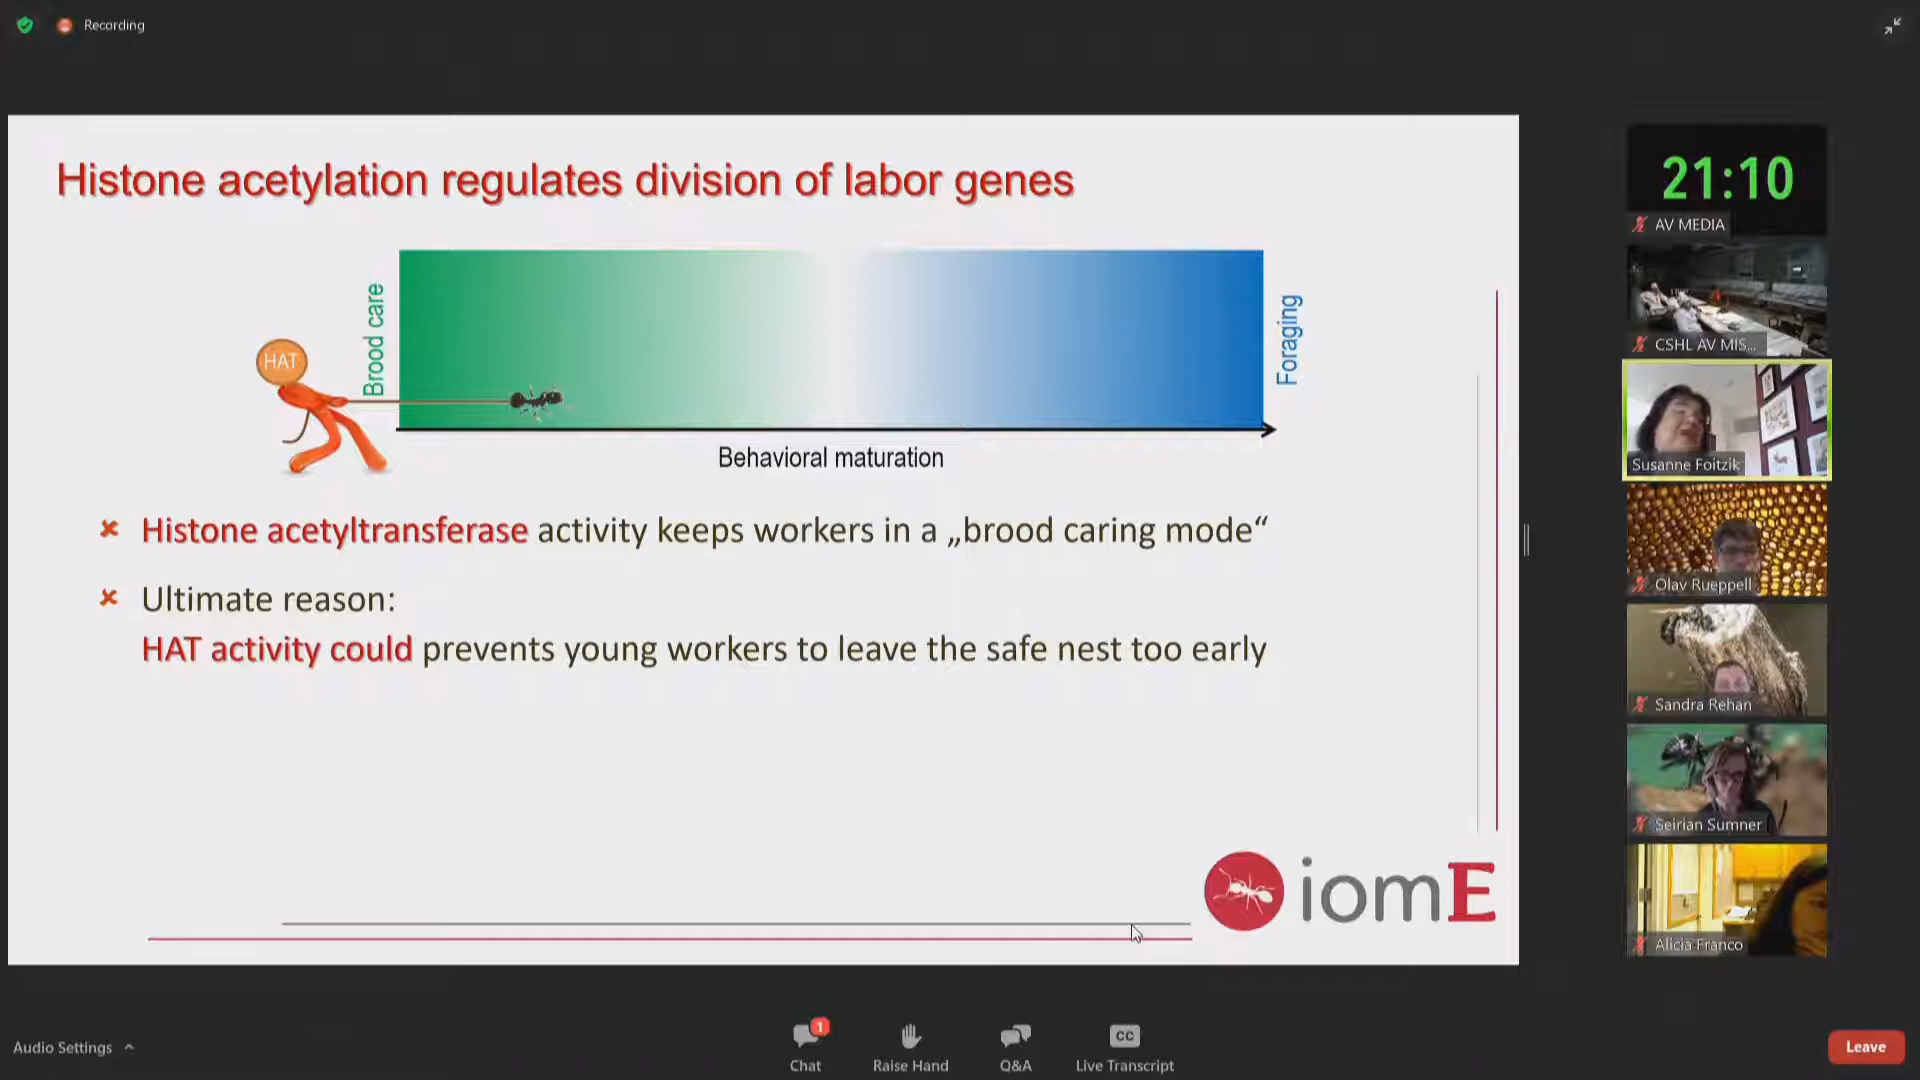 Recording
Histone acetylation regulates division of labor genes
Brood care
HAT
Foraging
Behavioral maturation
Histone acetyltransferase activity keeps workers in a „brood caring mode“
Ultimate reason:
HAT activity could prevents young workers to leave the safe nest too early
iomE
21:10
AV MEDIA
CSHL AV MIS...
Susanne Foitzik
Olav Rueppell
Sandra Rehan
Seirian Sumner
Alicia Franco
Audio Settings
1
Chat
Raise Hand
Q&A
CC
Live Transcript
Leave